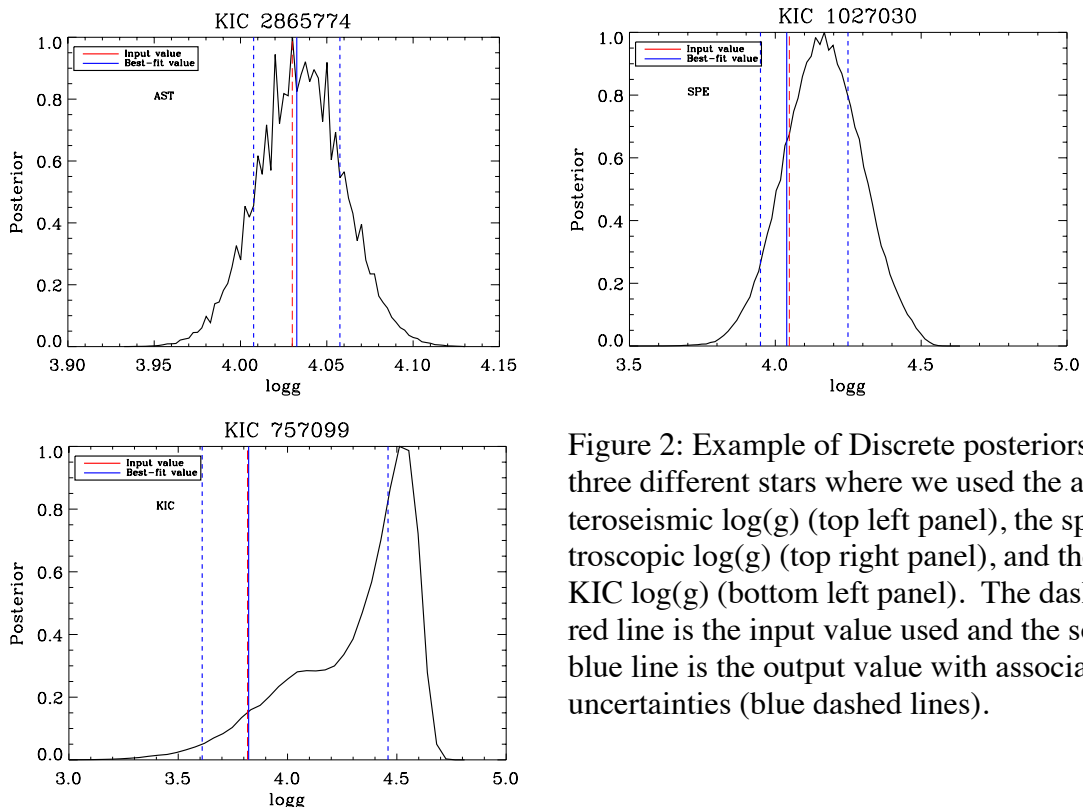 KIC 2865774
Input value
Best-fit value
AST
Posterior
1.0
0.8
0.6
0.4
0.2
0.0
3.90
3.95
4.00
4.05
4.10
4.15
logg
KIC 1027030
Input value
Best-fit value
SPE
Posterior
1.0
0.8
0.6
0.4
0.2
0.0
3.5
4.0
4.5
5.0
logg
KIC 757099
Input value
Best-fit value
KIC
Posterior
1.0
0.8
0.6
0.4
0.2
0.0
3.0
3.5
4.0
4.5
5.0
logg
Figure 2: Example of Discrete posteriors
three different stars where we used the a
teroseismic log(g) (top left panel), the sp
troscopic log(g) (top right panel), and the
KIC log(g) (bottom left panel). The dash
red line is the input value used and the so
blue line is the output value with associa
uncertainties (blue dashed lines).